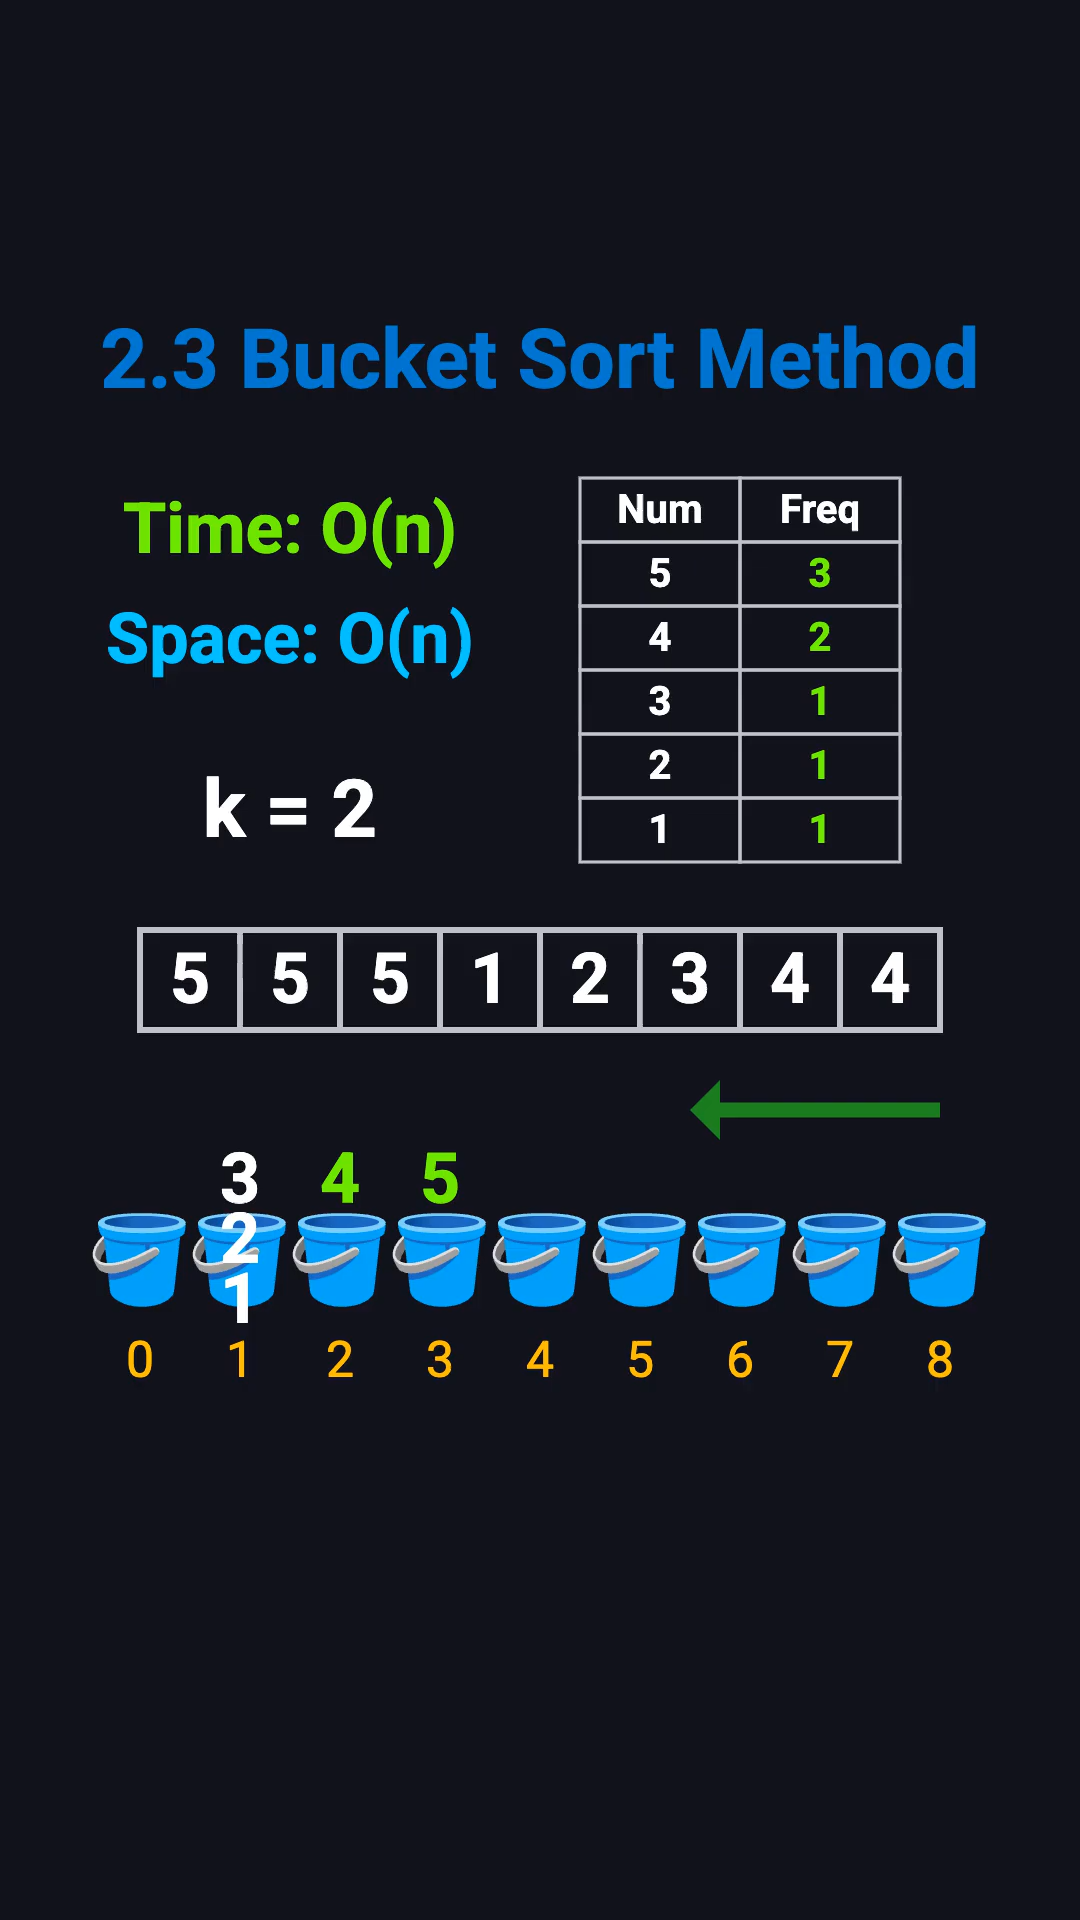 2.3 Bucket Sort Method
Time: O(n)
Space: O(n)
k = 2
Num Freq
5 3
4 2
3 1
2 1
1 1
5 5 5 1 2 3 4 4
3 4 5
2
1
0 1 2 3 4 5 6 7 8